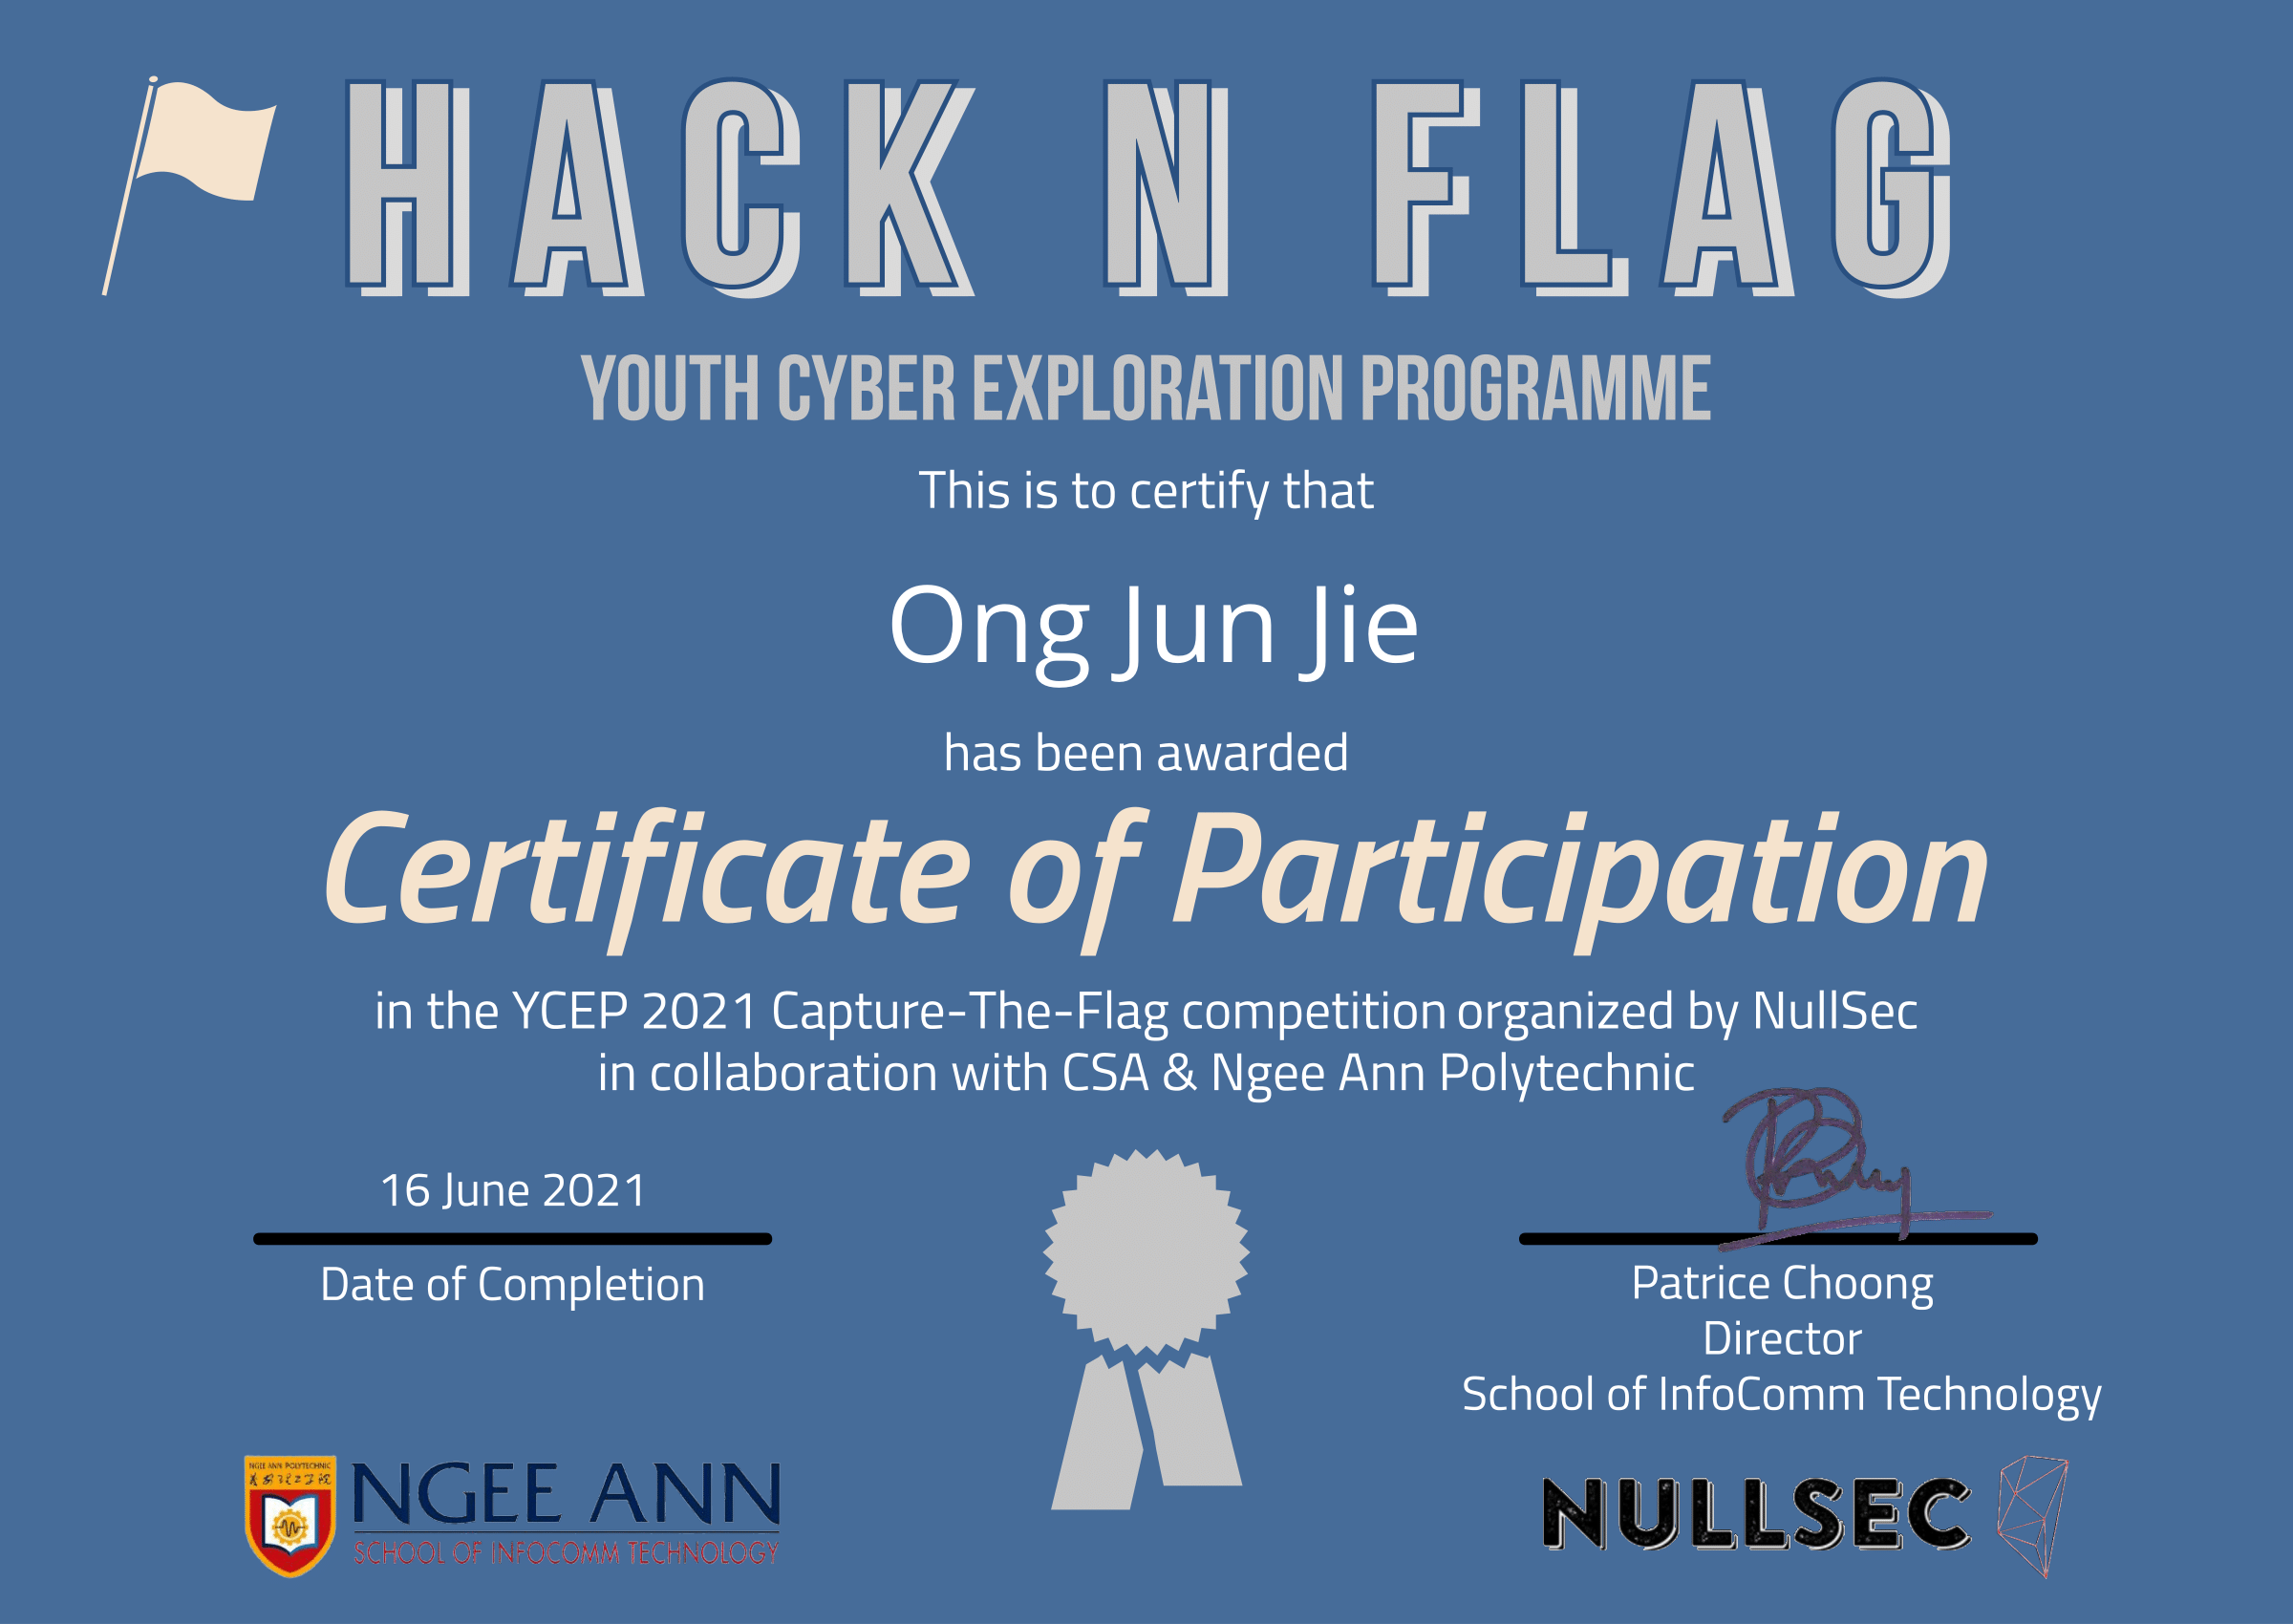 HACK N FLAG
YOUTH CYBER EXPLORATION PROGRAMME
This is to certify that
Ong Jun Jie
has been awarded
Certificate of Participation
in the YCEP 2021 Capture-The-Flag competition organized by NullSec
in collaboration with CSA & Ngee Ann Polytechnic
16 June 2021
Date of Completion
Patrice Choong
Director
School of InfoComm Technology
NGEE ANN POLYTECHNIC
NGEE ANN
SCHOOL OF INFOCOMM TECHNOLOGY
NULLSEC